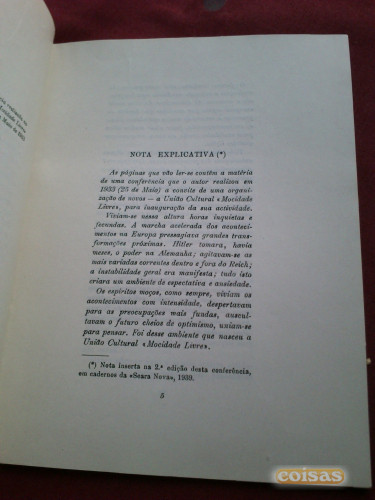 NOTA EXPLICATIVA (*)
As páginas que vão ler-se contêm a matéria
de uma conferência que o autor realizou em
1933 (25 de Maio) a convite de uma organi-
zação de novos — a União Cultural «Mocidade
Livre», para inauguração da sua actividade.
Viviam-se nessa altura horas inquietas e
fecundas. A marcha acelerada dos aconteci-
mentos na Europa pressagiava grandes trans-
formações próximas. Hitler tomara, havia
meses, o poder na Alemanha; agitavam-se as
mais variadas correntes dentro e fora do Reich;
a instabilidade geral era manifesta; tudo isto
criava um ambiente de espectativa e ansiedade.
Os espíritos moços, como sempre, viviam os
acontecimentos com intensidade, despertavam
para as preocupações mais fundas, auscul-
tavam o futuro cheios de optimismo, uniam-se
para pensar. Foi desse ambiente que nasceu a
União Cultural «Mocidade Livre».
(*) Nota inserta na 2.ª edição desta conferência,
em cadernos da «Seara Nova», 1939.
5
coisas